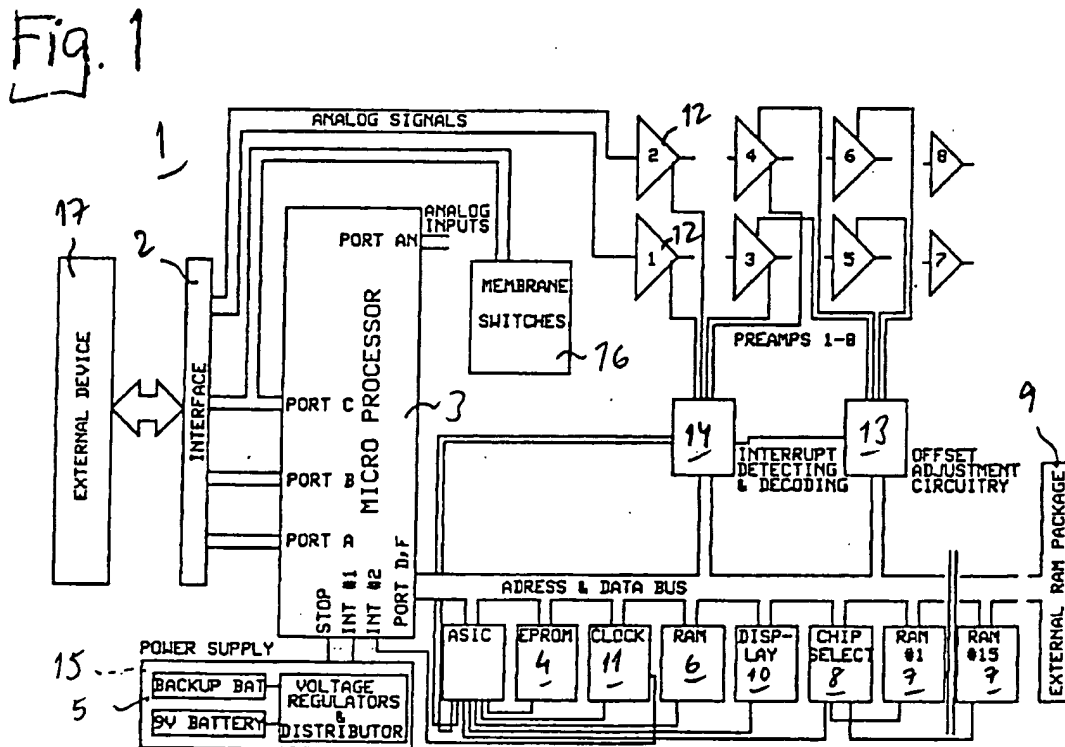 Fig. 1
1
ANALOG SIGNALS
12
2
4
6
8
17
2
PORT AN
ANALOG
INPUTS
12
1
3
5
7
MEMBRANE
SWITCHES
16
PREAMPS 1-8
EXTERNAL DEVICE
INTERFACE
PORT C
MICRO PROCESSOR
3
14
13
9
INTERRUPT
DETECTING
& DECODING
OFFSET
ADJUSTMENT
CIRCUITRY
EXTERNAL RAM PACKAGE
PORT B
PORT A
STOP
INT #1
INT #2
PORT D,F
ADRESS & DATA BUS
ASIC
EPROM
4
CLOCK
11
RAM
6
DISP-
LAY
10
CHIP
SELECT
8
RAM
#1
7
RAM
#15
7
POWER SUPPLY
15
5
BACKUP BAT
9V BATTERY
VOLTAGE
REGULATORS
&
DISTRIBUTOR